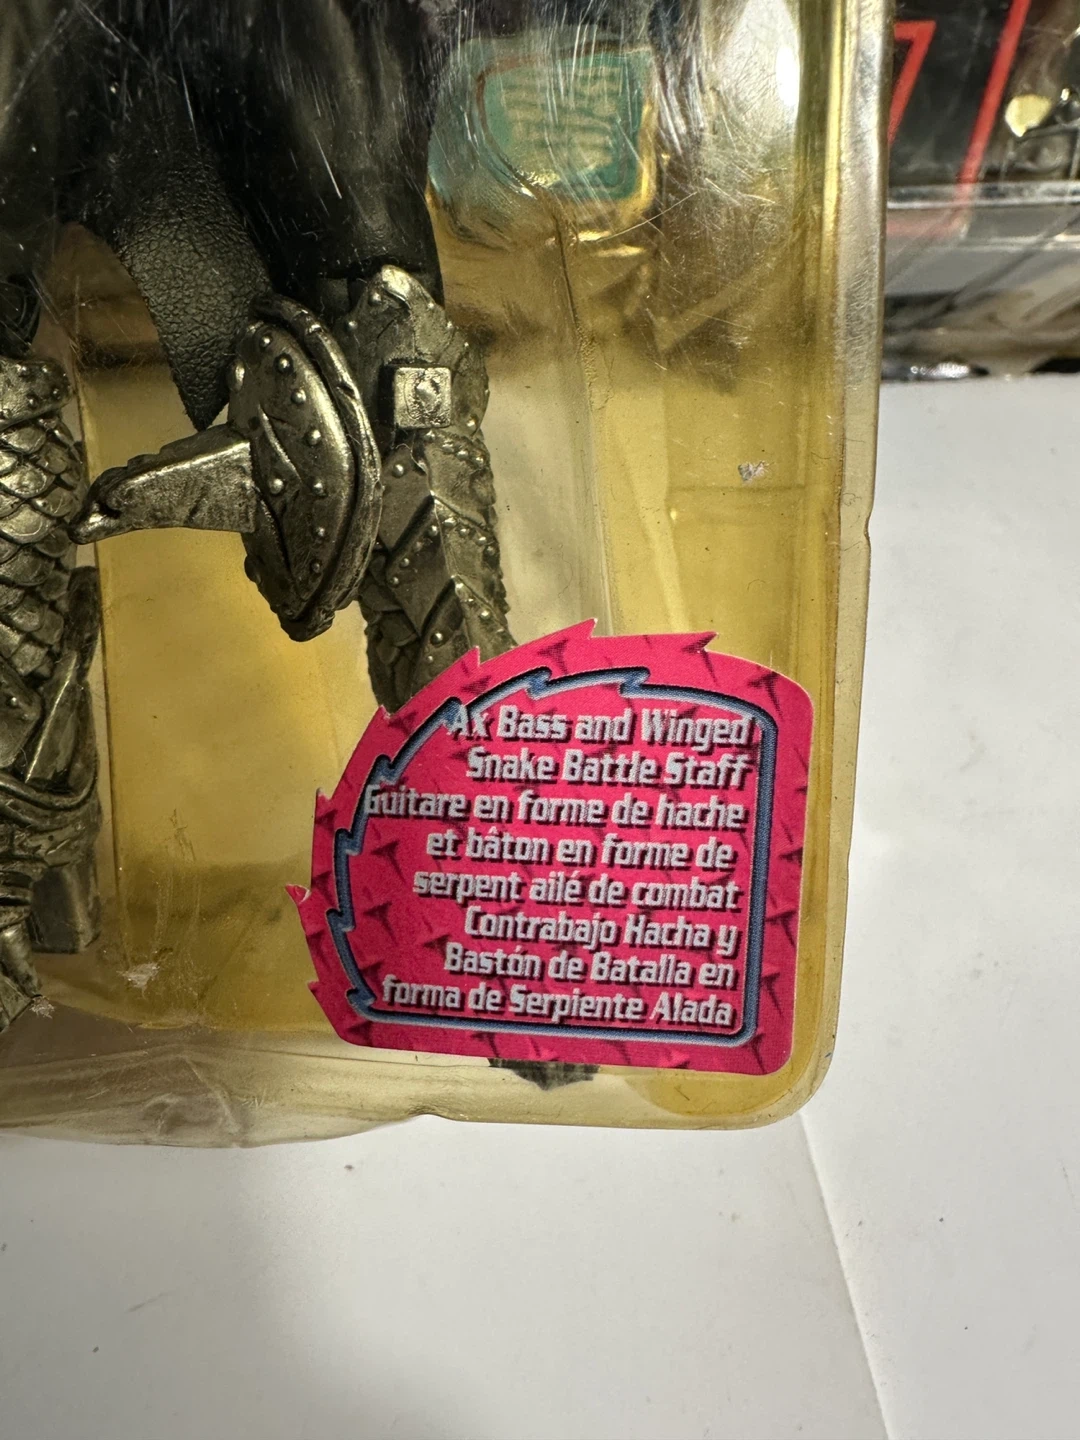 Ax Bass and Winged
Snake Battle Staff
Guitare en forme de hache
et bâton en forme de
serpent ailé de combat
Contrabajo Hacha y
Bastón de Batalla en
forma de Serpiente Alada
7